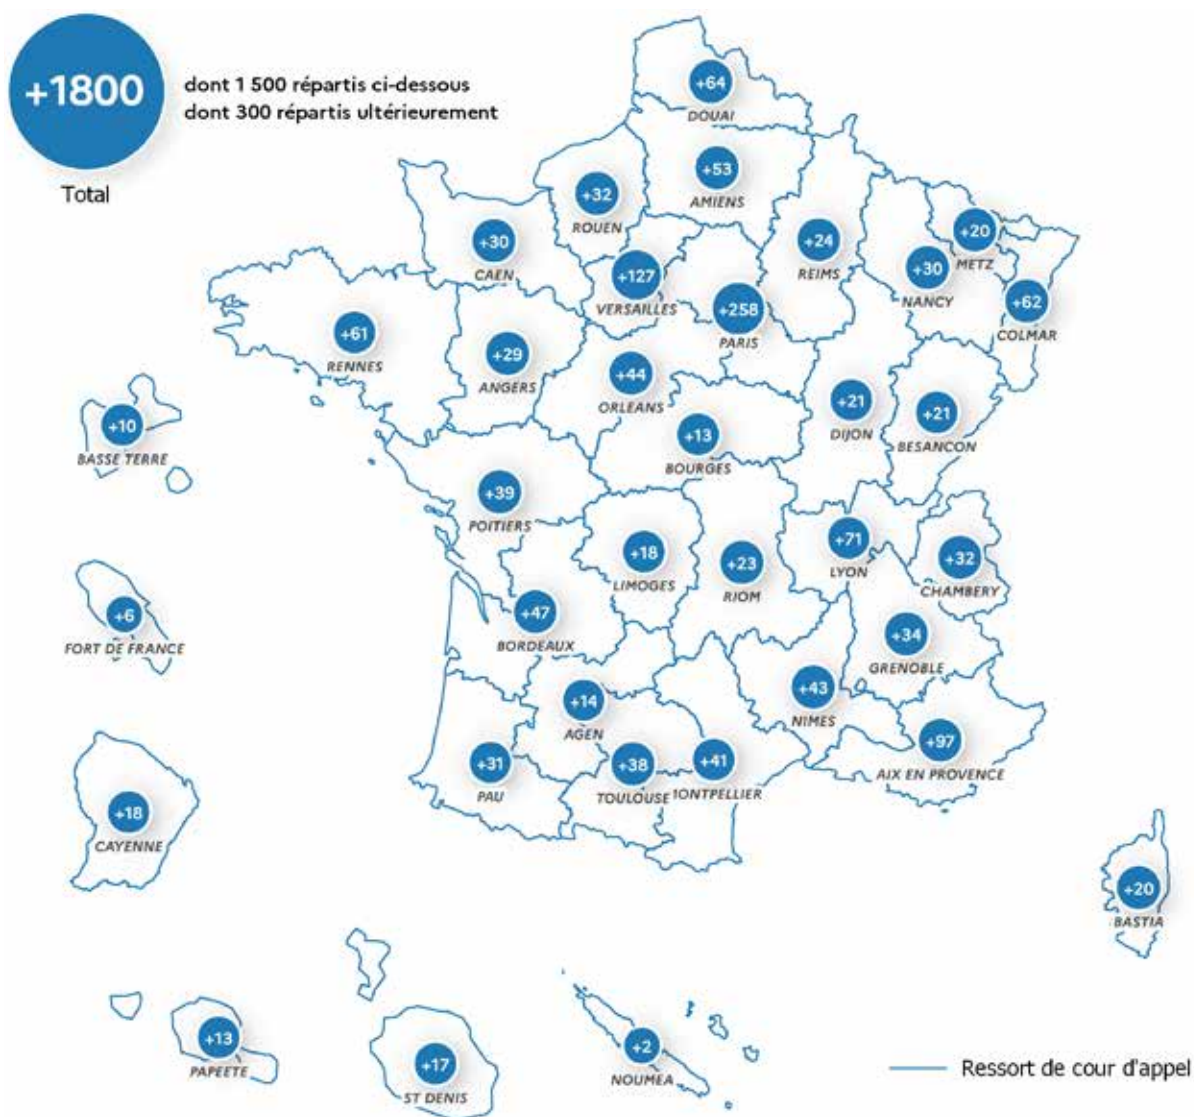 +1800
dont 1 500 répartis ci-dessous
dont 300 répartis ultérieurement
Total
+64
DOUAI
+53
AMIENS
+32
ROUEN
+30
CAEN
+24
REIMS
+20
METZ
+30
NANCY
+127
VERSAILLES
+258
PARIS
+62
COLMAR
+61
RENNES
+29
ANGERS
+44
ORLEANS
+21
DIJON
+21
BESANCON
+10
BASSE TERRE
+13
BOURGES
+39
POITIERS
+18
LIMOGES
+23
RIOM
+71
LYON
+32
CHAMBERY
+6
FORT DE FRANCE
+47
BORDEAUX
+34
GRENOBLE
+14
AGEN
+43
NIMES
+97
AIX EN PROVENCE
+31
PAU
+38
TOULOUSE
+41
ONTPELLIER
+18
CAYENNE
+20
BASTIA
+13
PAPEETE
+17
ST DENIS
+2
NOUMEA
Ressort de cour d'appel